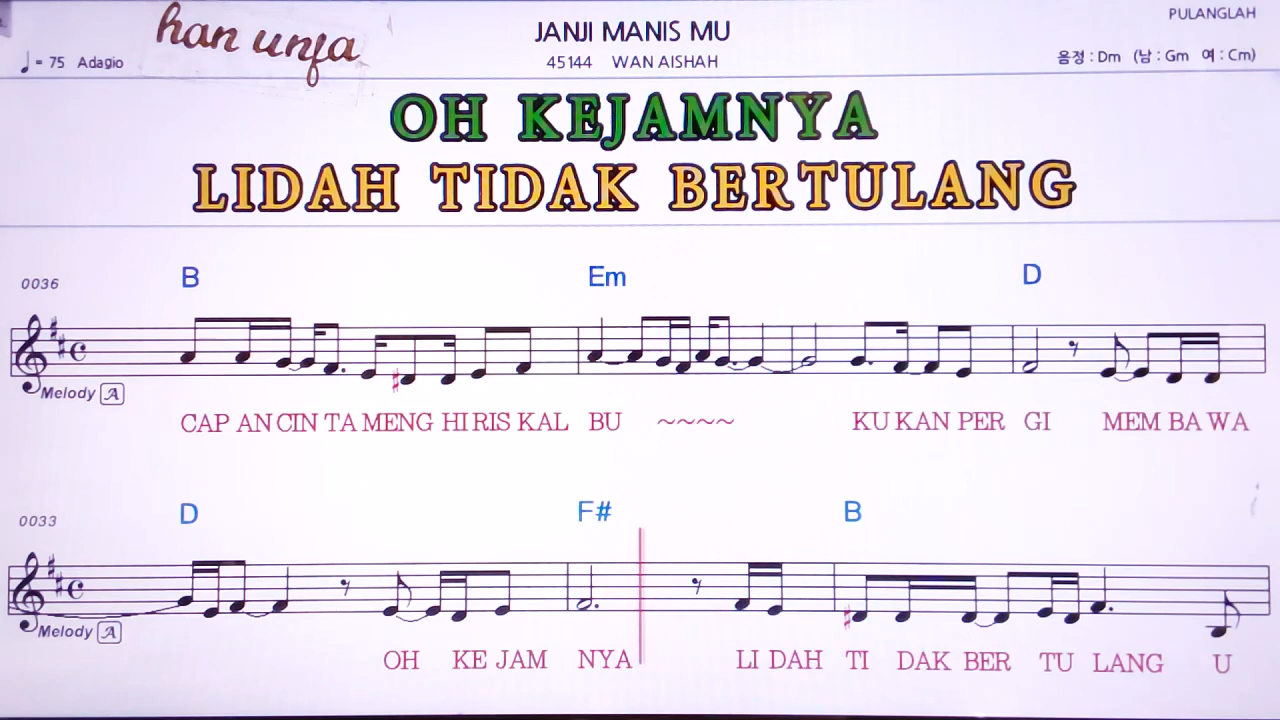 han unfa
PULANGLAH
JANJI MANIS MU
♩ = 75 Adagio
45144 WAN AISHAH
음정 : Dm (남 : Gm 여 : Cm)
OH KEJAMNYA
LIDAH TIDAK BERTULANG
0036
B Em D
Melody A
CAP AN CIN TA MENG HI RIS KAL BU ~~~~ KU KAN PER GI MEM BA WA
0033
D F# B
Melody A
OH KE JAM NYA LI DAH TI DAK BER TU LANG U